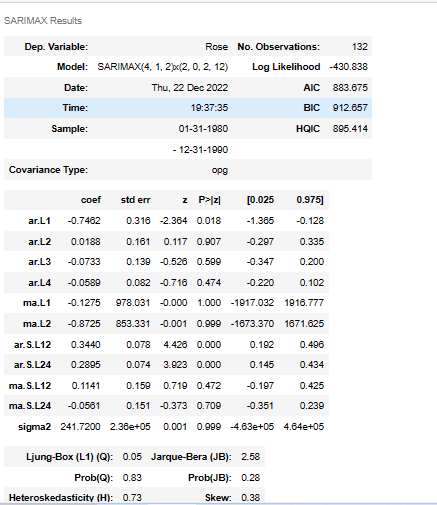 SARIMAX Results
Dep. Variable: Rose No. Observations: 132
Model: SARIMAX(4, 1, 2)x(2, 0, 2, 12) Log Likelihood -430.838
Date: Thu, 22 Dec 2022 AIC 883.675
Time: 19:37:35 BIC 912.657
Sample: 01-31-1980 HQIC 895.414
- 12-31-1990
Covariance Type: opg
coef std err z P>|z| [0.025 0.975]
ar.L1 -0.7462 0.316 -2.364 0.018 -1.365 -0.128
ar.L2 0.0188 0.161 0.117 0.907 -0.297 0.335
ar.L3 -0.0733 0.139 -0.526 0.599 -0.347 0.200
ar.L4 -0.0589 0.082 -0.716 0.474 -0.220 0.102
ma.L1 -0.1275 978.031 -0.000 1.000 -1917.032 1916.777
ma.L2 -0.8725 853.331 -0.001 0.999 -1673.370 1671.625
ar.S.L12 0.3440 0.078 4.426 0.000 0.192 0.496
ar.S.L24 0.2895 0.074 3.923 0.000 0.145 0.434
ma.S.L12 0.1141 0.159 0.719 0.472 -0.197 0.425
ma.S.L24 -0.0561 0.151 -0.373 0.709 -0.351 0.239
sigma2 241.7200 2.36e+05 0.001 0.999 -4.63e+05 4.64e+05
Ljung-Box (L1) (Q): 0.05 Jarque-Bera (JB): 2.58
Prob(Q): 0.83 Prob(JB): 0.28
Heteroskedasticity (H): 0.73 Skew: 0.38